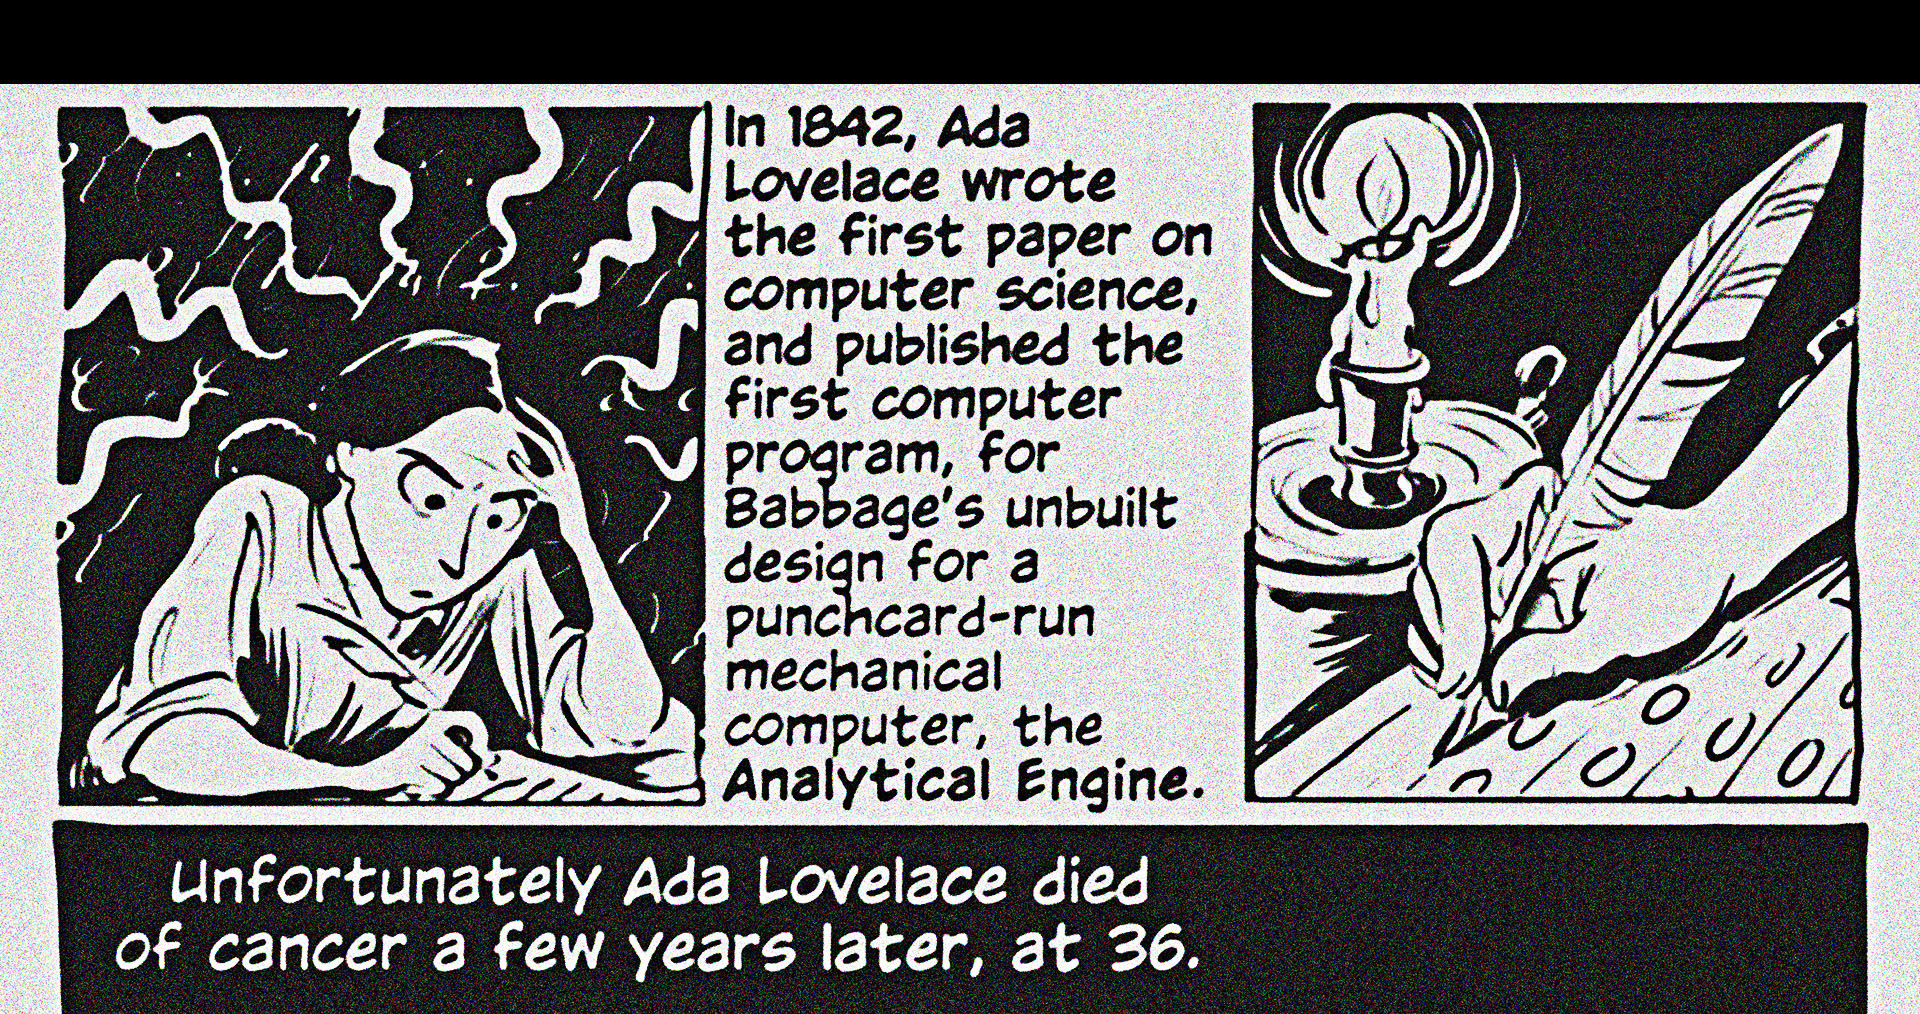 In 1842, Ada
Lovelace wrote
the first paper on
computer science,
and published the
first computer
program, for
Babbage's unbuilt
design for a
punchcard-run
mechanical
computer, the
Analytical Engine.
Unfortunately Ada Lovelace died
of cancer a few years later, at 36.